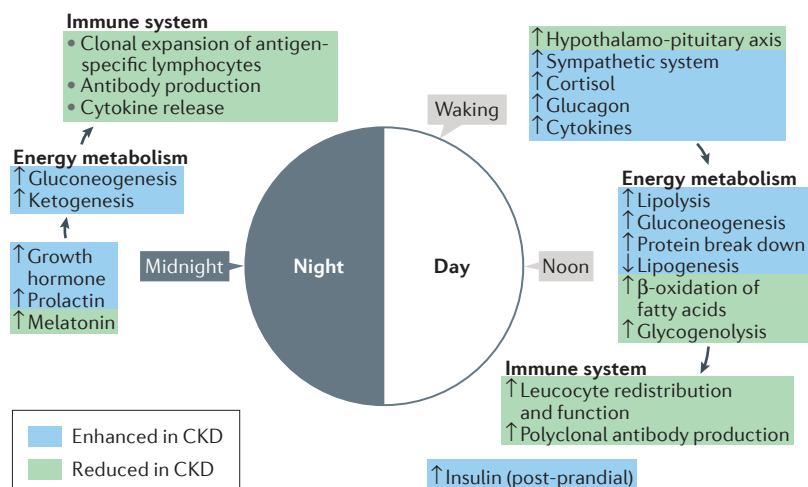 Immune system
• Clonal expansion of antigen-
specific lymphocytes
• Antibody production
• Cytokine release
Energy metabolism
↑ Gluconeogenesis
↑ Ketogenesis
↑ Growth
hormone
↑ Prolactin
↑ Melatonin
Midnight
Night
Day
Waking
Noon
↑ Hypothalamo-pituitary axis
↑ Sympathetic system
↑ Cortisol
↑ Glucagon
↑ Cytokines
Energy metabolism
↑ Lipolysis
↑ Gluconeogenesis
↑ Protein break down
↓ Lipogenesis
↑ β-oxidation of
fatty acids
↑ Glycogenolysis
Immune system
↑ Leucocyte redistribution
and function
↑ Polyclonal antibody production
↑ Insulin (post-prandial)
Enhanced in CKD
Reduced in CKD